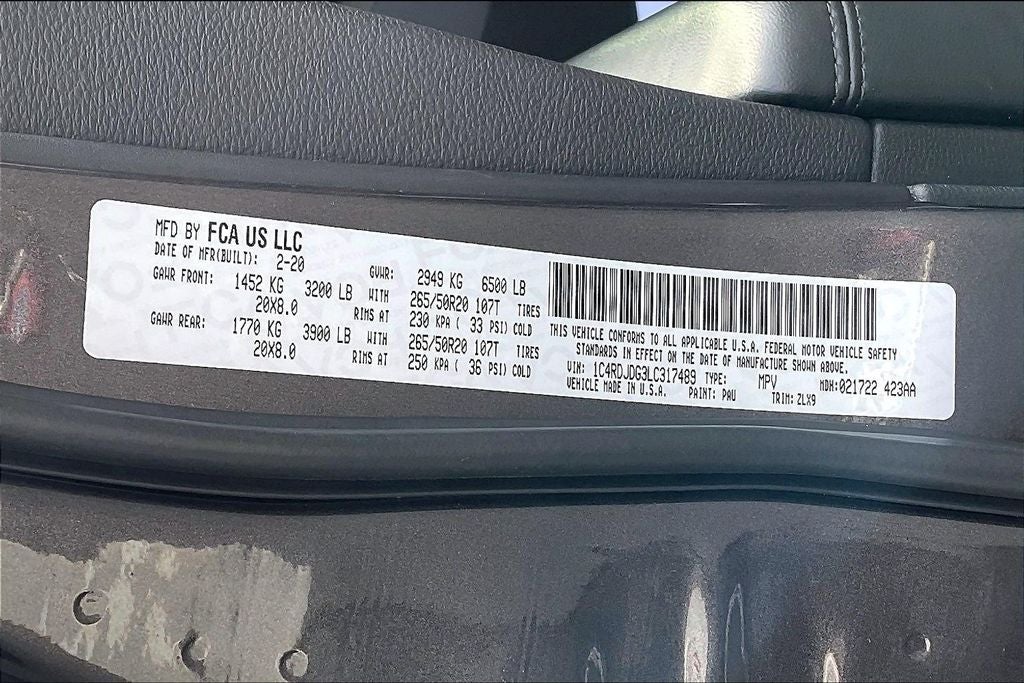 MFD BY FCA US LLC
DATE OF MFR(BUILT): 2-20
GAWR FRONT: 1452 KG 3200 LB WITH
20X8.0 RIMS AT
GAWR REAR: 1770 KG 3900 LB WITH
20X8.0 RIMS AT
GVWR: 2949 KG 6500 LB
265/50R20 107T TIRES
230 KPA ( 33 PSI) COLD
265/50R20 107T TIRES
250 KPA ( 36 PSI) COLD
THIS VEHICLE CONFORMS TO ALL APPLICABLE U.S.A. FEDERAL MOTOR VEHICLE SAFETY
STANDARDS IN EFFECT ON THE DATE OF MANUFACTURE SHOWN ABOVE.
VIN: 1C4RDJDG3LC317489 TYPE: MPV MDH:021722 423AA
VEHICLE MADE IN U.S.A. PAINT: PAU TRIM: ZLX9